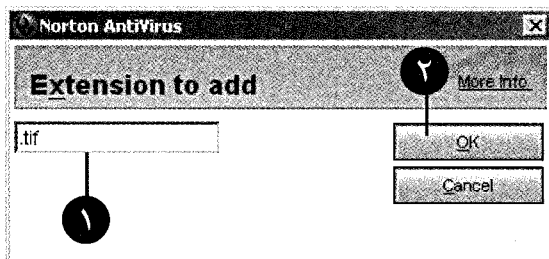 Norton AntiVirus
Extension to add
٢
More Info.
.tif
OK
Cancel
١